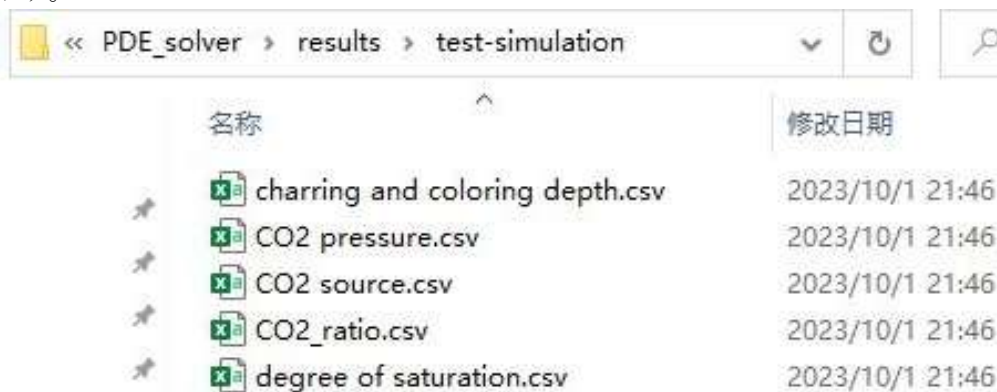 « PDE_solver › results › test-simulation
名称 修改日期
charring and coloring depth.csv 2023/10/1 21:46
CO2 pressure.csv 2023/10/1 21:46
CO2 source.csv 2023/10/1 21:46
CO2_ratio.csv 2023/10/1 21:46
degree of saturation.csv 2023/10/1 21:46